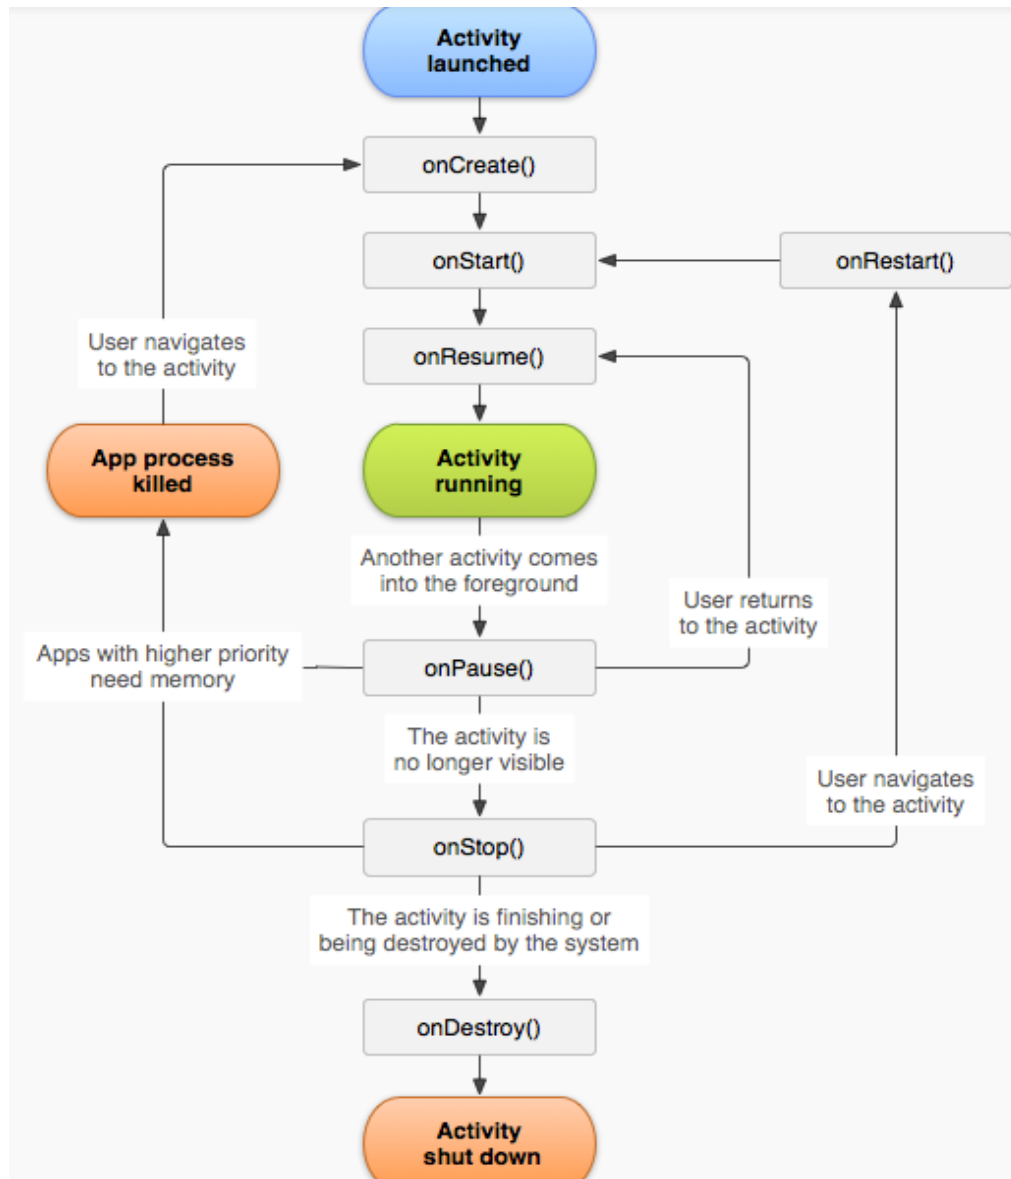 Activity
launched
onCreate()
onStart()
onRestart()
User navigates
to the activity
onResume()
App process
killed
Activity
running
Another activity comes
into the foreground
User returns
to the activity
Apps with higher priority
need memory
onPause()
The activity is
no longer visible
User navigates
to the activity
onStop()
The activity is finishing or
being destroyed by the system
onDestroy()
Activity
shut down